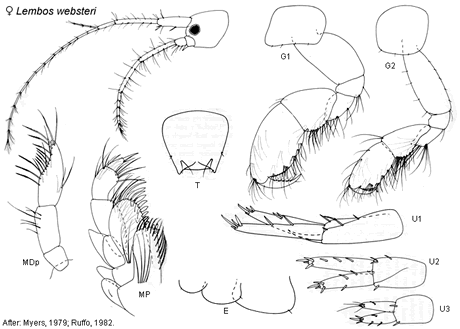 ♀ Lembos websteri
G1
G2
T
U1
MDp
MP
E
U2
U3
After: Myers, 1979; Ruffo, 1982.